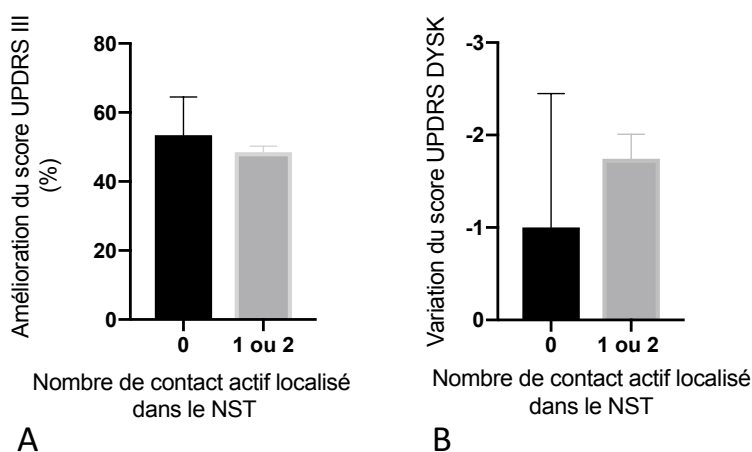 Amélioration du score UPDRS III
(%)
80
60
40
20
0
0
1 ou 2
Nombre de contact actif localisé
dans le NST
A
Variation du score UPDRS DYSK
-3
-2
-1
0
0
1 ou 2
Nombre de contact actif localisé
dans le NST
B